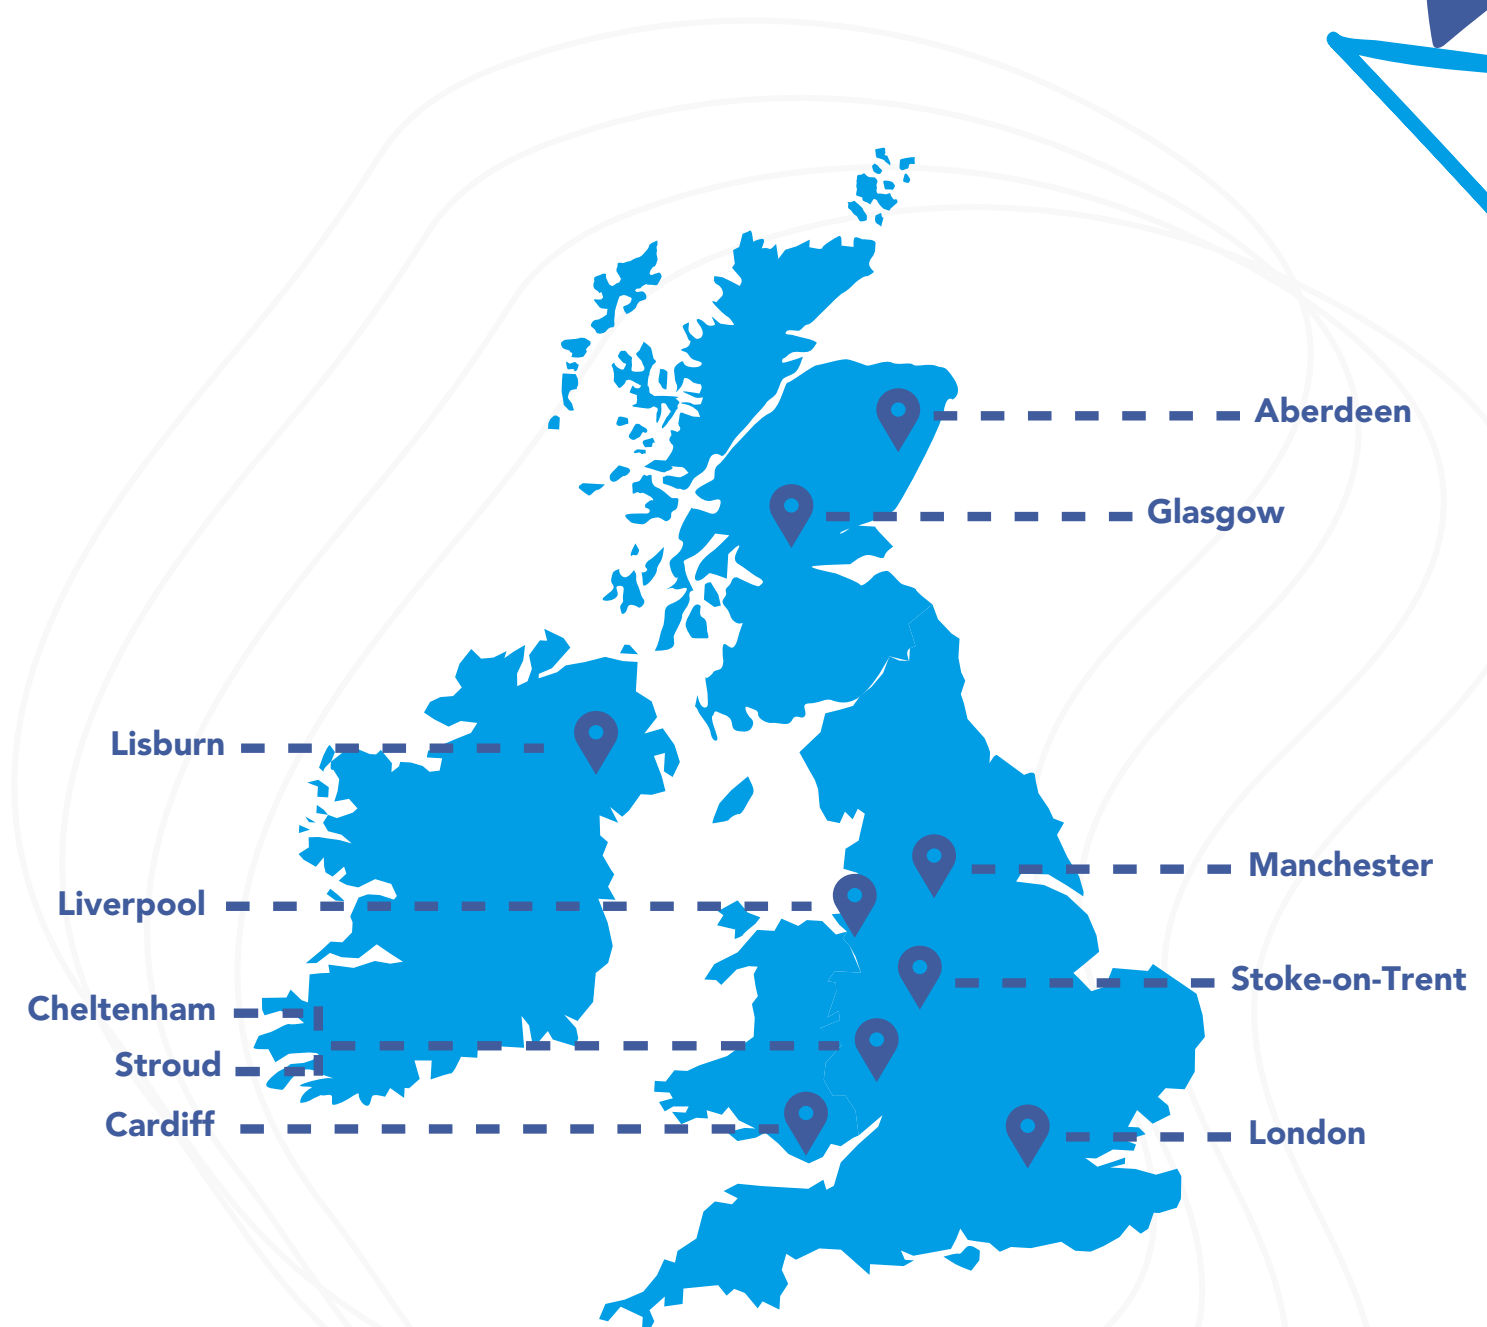 Aberdeen
Glasgow
Lisburn
Manchester
Liverpool
Stoke-on-Trent
Cheltenham
Stroud
Cardiff
London